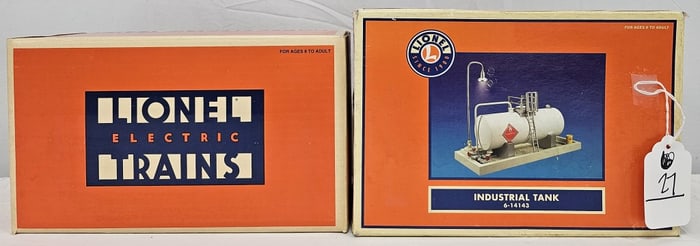 FOR AGES 8 TO ADULT
LIONEL
ELECTRIC
TRAINS
FOR AGES 8 TO ADULT
LIONEL
L
SINCE 1900
INDUSTRIAL TANK
6-14143
27